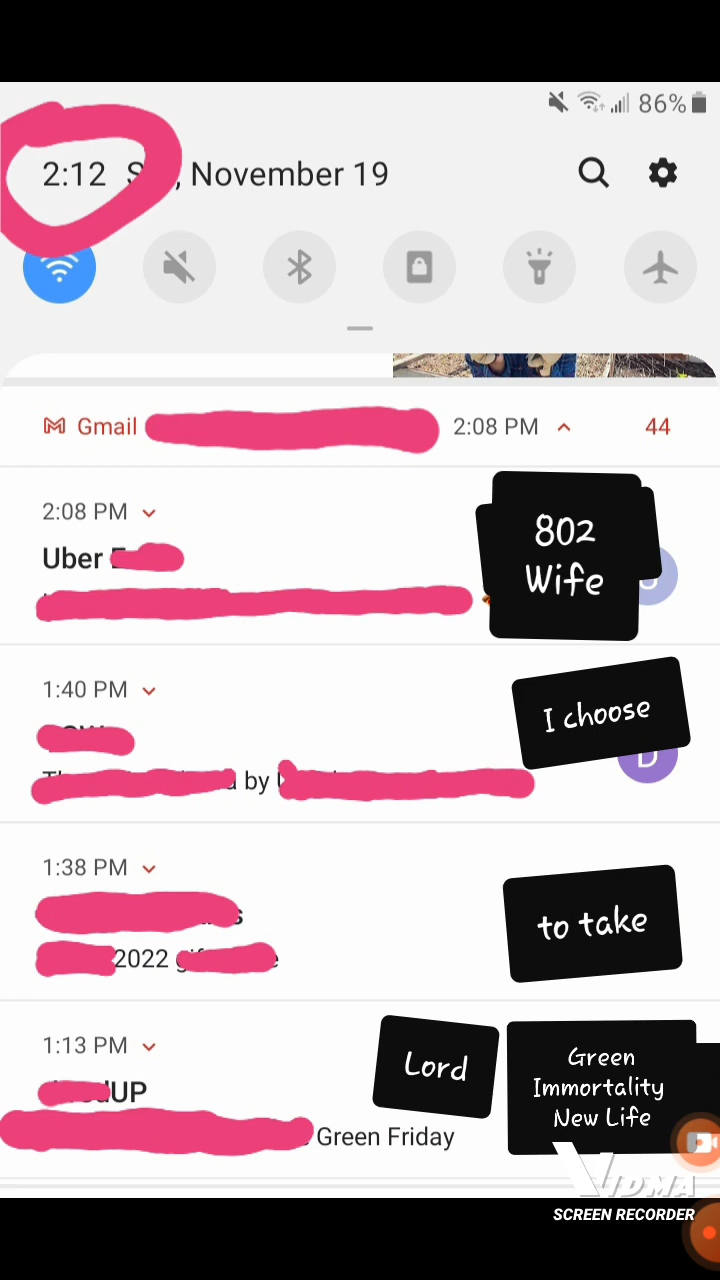 86%
2:12 S , November 19
Gmail 2:08 PM 44
2:08 PM
Uber
802
Wife
1:40 PM
I choose
D
by
1:38 PM
to take
2022
1:13 PM
Lord
Green
Immortality
New Life
UP
Green Friday
VIDMA
SCREEN RECORDER